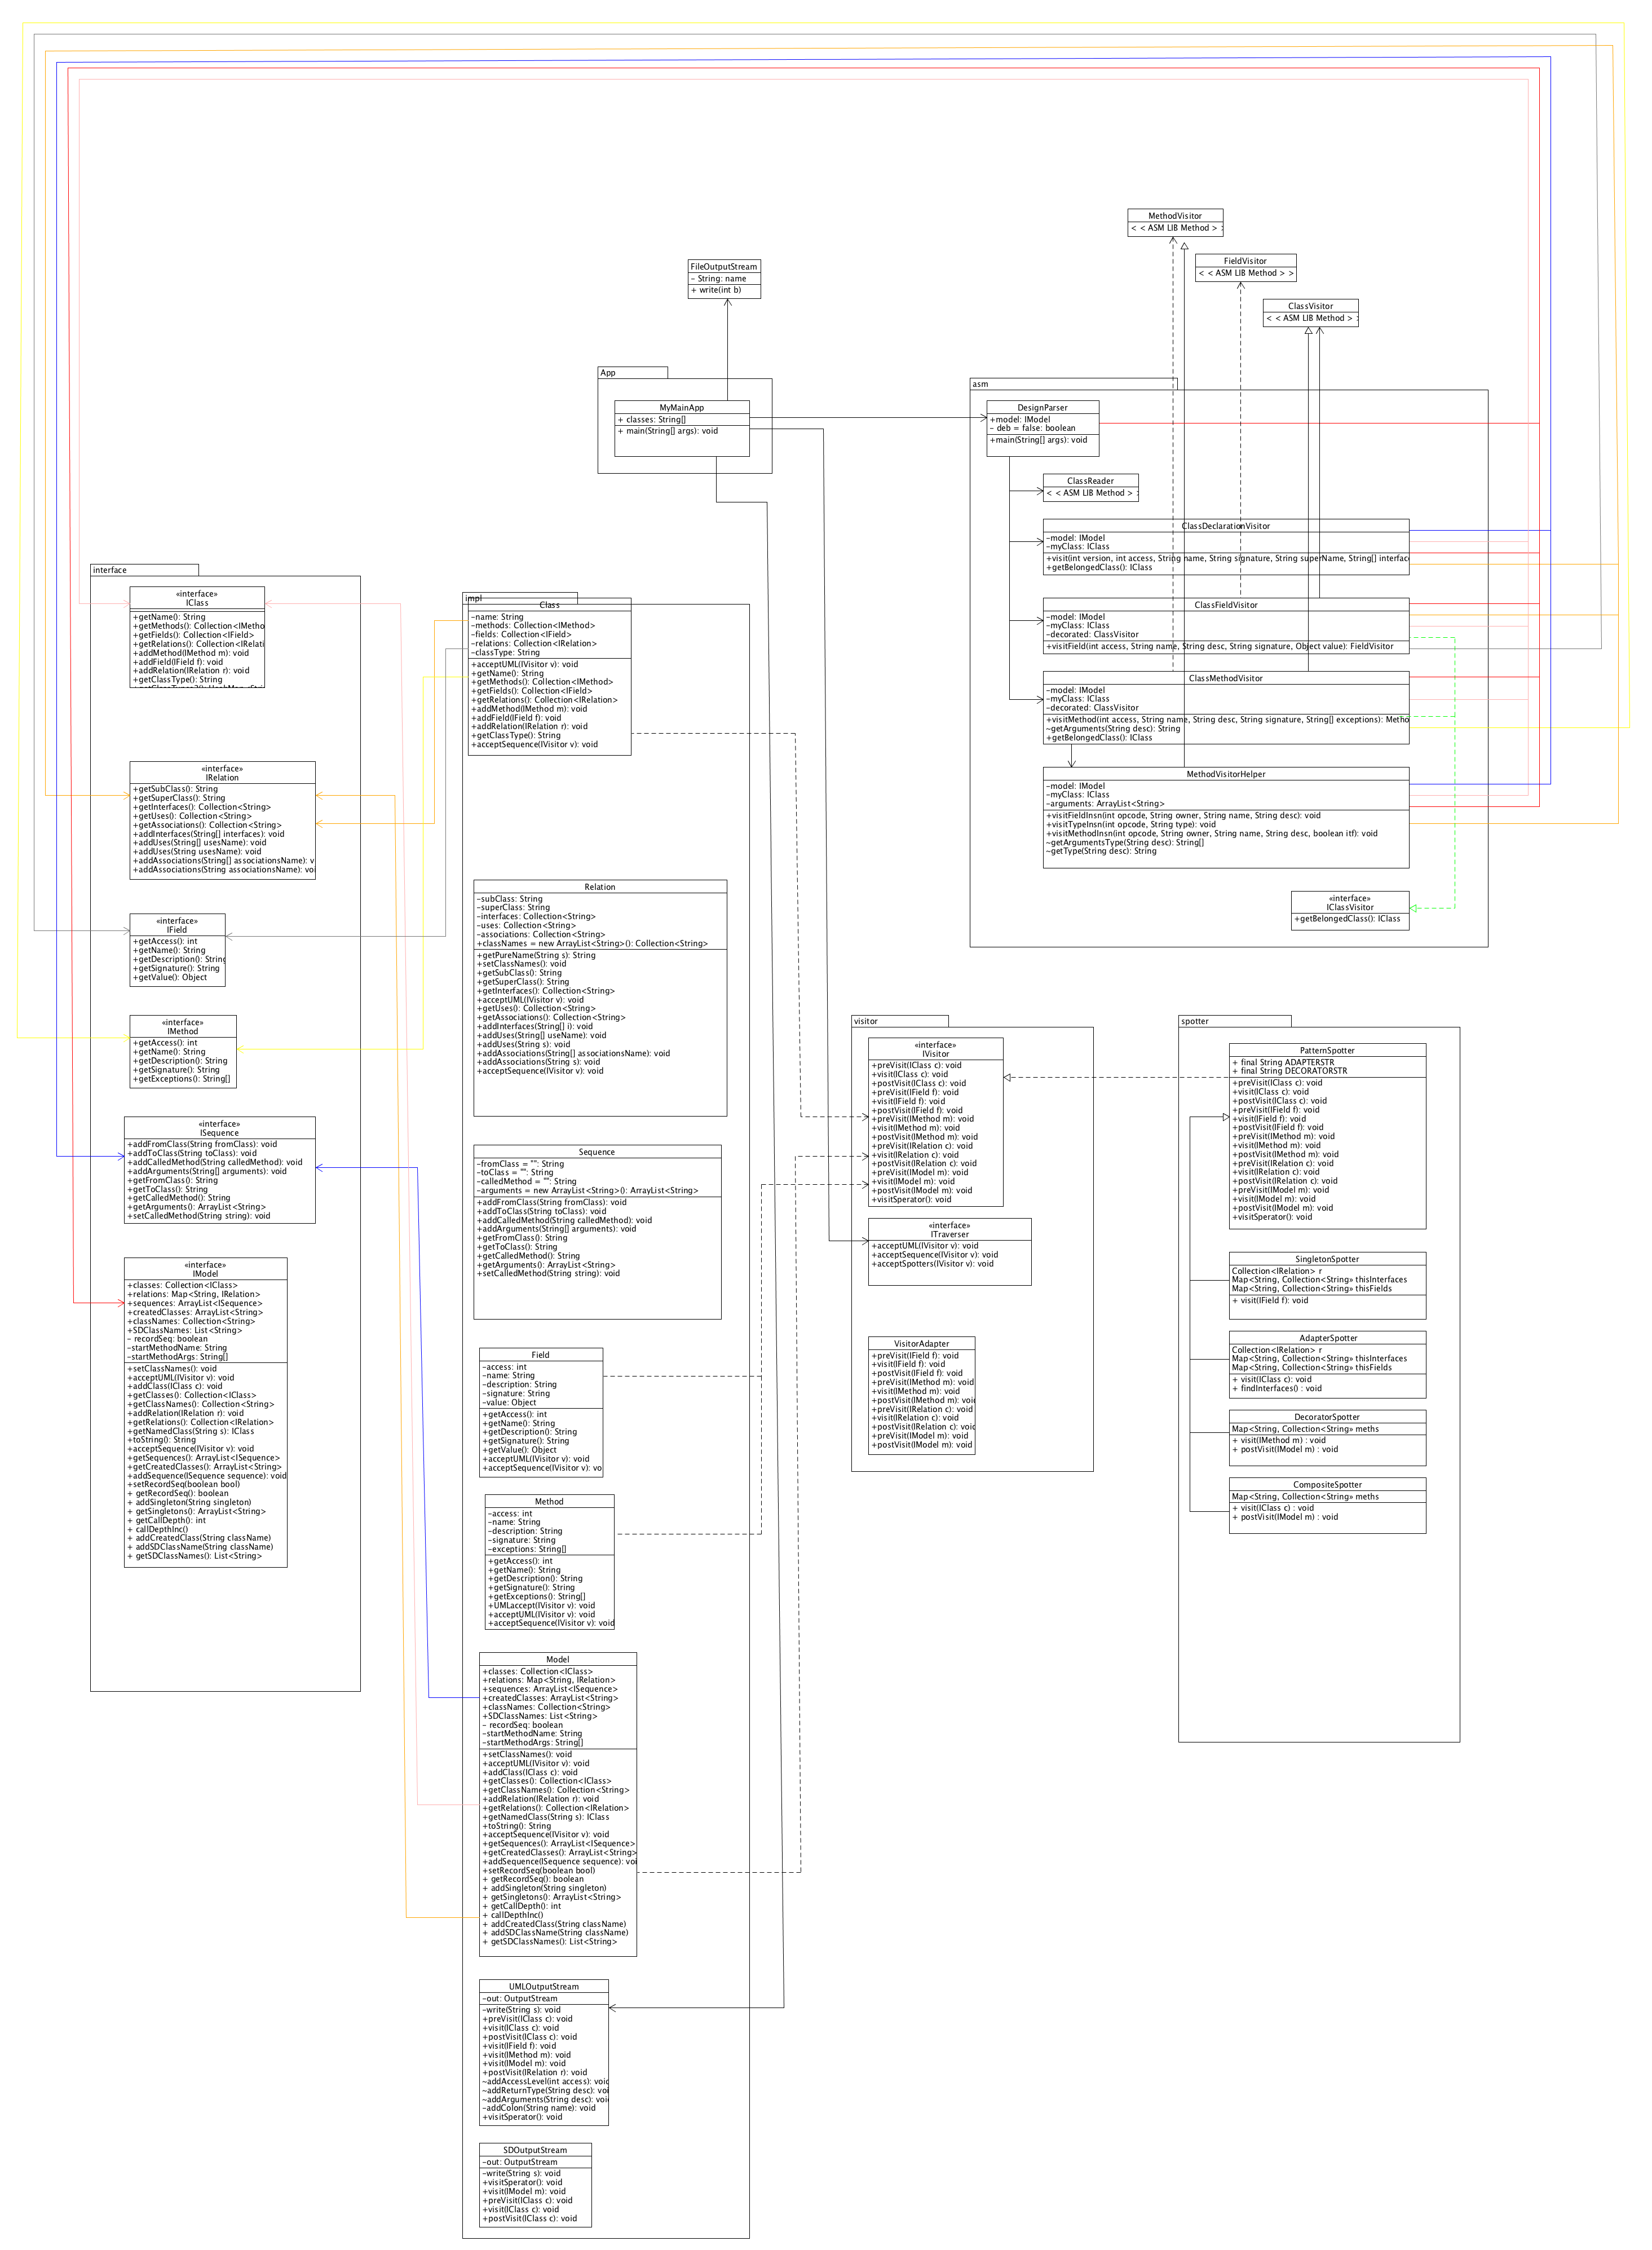 MethodVisitor
< < ASM LIB Method > >
FieldVisitor
< < ASM LIB Method > >
ClassVisitor
< < ASM LIB Method > >
FileOutputStream
- String: name
+ write(int b)
App
MyMainApp
+ classes: String[]
+ main(String[] args): void
asm
DesignParser
+model: IModel
- deb = false: boolean
+main(String[] args): void
ClassReader
< < ASM LIB Method > >
ClassDeclarationVisitor
-model: IModel
-myClass: IClass
+visit(int version, int access, String name, String signature, String superName, String[] interfac
+getBelongedClass(): IClass
ClassFieldVisitor
-model: IModel
-myClass: IClass
-decorated: ClassVisitor
+visitField(int access, String name, String desc, String signature, Object value): FieldVisitor
ClassMethodVisitor
-model: IModel
-myClass: IClass
-decorated: ClassVisitor
+visitMethod(int access, String name, String desc, String signature, String[] exceptions): Metho
~getArguments(String desc): String
+getBelongedClass(): IClass
MethodVisitorHelper
-model: IModel
-myClass: IClass
-arguments: ArrayList<String>
+visitFieldInsn(int opcode, String owner, String name, String desc): void
+visitTypeInsn(int opcode, String type): void
+visitMethodInsn(int opcode, String owner, String name, String desc, boolean itf): void
~getArgumentsType(String desc): String[]
~getType(String desc): String
«interface»
IClassVisitor
+getBelongedClass(): IClass
interface
«interface»
IClass
+getName(): String
+getMethods(): Collection<IMetho
+getFields(): Collection<IField>
+getRelations(): Collection<IRelati
+addMethod(IMethod m): void
+addField(IField f): void
+addRelation(IRelation r): void
+getClassType(): String
«interface»
IRelation
+getSubClass(): String
+getSuperClass(): String
+getInterfaces(): Collection<String>
+getUses(): Collection<String>
+getAssociations(): Collection<String>
+addInterfaces(String[] interfaces): void
+addUses(String[] usesName): void
+addUses(String usesName): void
+addAssociations(String[] associationsName): v
+addAssociations(String associationsName): voi
«interface»
IField
+getAccess(): int
+getName(): String
+getDescription(): String
+getSignature(): String
+getValue(): Object
«interface»
IMethod
+getAccess(): int
+getName(): String
+getDescription(): String
+getSignature(): String
+getExceptions(): String[]
«interface»
ISequence
+addFromClass(String fromClass): void
+addToClass(String toClass): void
+addCalledMethod(String calledMethod): void
+addArguments(String[] arguments): void
+getFromClass(): String
+getToClass(): String
+getCalledMethod(): String
+getArguments(): ArrayList<String>
+setCalledMethod(String string): void
«interface»
IModel
+classes: Collection<IClass>
+relations: Map<String, IRelation>
+sequences: ArrayList<ISequence>
+createdClasses: ArrayList<String>
+classNames: Collection<String>
+SDClassNames: List<String>
- recordSeq: boolean
-startMethodName: String
-startMethodArgs: String[]
+setClassNames(): void
+acceptUML(IVisitor v): void
+addClass(IClass c): void
+getClasses(): Collection<IClass>
+getClassNames(): Collection<String>
+addRelation(IRelation r): void
+getRelations(): Collection<IRelation>
+getNamedClass(String s): IClass
+toString(): String
+acceptSequence(IVisitor v): void
+getSequences(): ArrayList<ISequence>
+getCreatedClasses(): ArrayList<String>
+addSequence(ISequence sequence): void
+setRecordSeq(boolean bool)
+ getRecordSeq(): boolean
+ addSingleton(String singleton)
+ getSingletons(): ArrayList<String>
+ getCallDepth(): int
+ callDepthInc()
+ addCreatedClass(String className)
+ addSDClassName(String className)
+ getSDClassNames(): List<String>
impl
Class
-name: String
-methods: Collection<IMethod>
-fields: Collection<IField>
-relations: Collection<IRelation>
-classType: String
+acceptUML(IVisitor v): void
+getName(): String
+getMethods(): Collection<IMethod>
+getFields(): Collection<IField>
+getRelations(): Collection<IRelation>
+addMethod(IMethod m): void
+addField(IField f): void
+addRelation(IRelation r): void
+getClassType(): String
+acceptSequence(IVisitor v): void
Relation
-subClass: String
-superClass: String
-interfaces: Collection<String>
-uses: Collection<String>
-associations: Collection<String>
+classNames = new ArrayList<String>(): Collection<String>
+getPureName(String s): String
+setClassNames(): void
+getSubClass(): String
+getSuperClass(): String
+getInterfaces(): Collection<String>
+acceptUML(IVisitor v): void
+getUses(): Collection<String>
+getAssociations(): Collection<String>
+addInterfaces(String[] i): void
+addUses(String[] useName): void
+addUses(String s): void
+addAssociations(String[] associationsName): void
+addAssociations(String s): void
+acceptSequence(IVisitor v): void
Sequence
-fromClass = "": String
-toClass = "": String
-calledMethod = "": String
-arguments = new ArrayList<String>(): ArrayList<String>
+addFromClass(String fromClass): void
+addToClass(String toClass): void
+addCalledMethod(String calledMethod): void
+addArguments(String[] arguments): void
+getFromClass(): String
+getToClass(): String
+getCalledMethod(): String
+getArguments(): ArrayList<String>
+setCalledMethod(String string): void
Field
-access: int
-name: String
-description: String
-signature: String
-value: Object
+getAccess(): int
+getName(): String
+getDescription(): String
+getSignature(): String
+getValue(): Object
+acceptUML(IVisitor v): void
+acceptSequence(IVisitor v): vo
Method
-access: int
-name: String
-description: String
-signature: String
-exceptions: String[]
+getAccess(): int
+getName(): String
+getDescription(): String
+getSignature(): String
+getExceptions(): String[]
+UMLaccept(IVisitor v): void
+acceptUML(IVisitor v): void
+acceptSequence(IVisitor v): void
Model
+classes: Collection<IClass>
+relations: Map<String, IRelation>
+sequences: ArrayList<ISequence>
+createdClasses: ArrayList<String>
+classNames: Collection<String>
+SDClassNames: List<String>
- recordSeq: boolean
-startMethodName: String
-startMethodArgs: String[]
+setClassNames(): void
+acceptUML(IVisitor v): void
+addClass(IClass c): void
+getClasses(): Collection<IClass>
+getClassNames(): Collection<String>
+addRelation(IRelation r): void
+getRelations(): Collection<IRelation>
+getNamedClass(String s): IClass
+toString(): String
+acceptSequence(IVisitor v): void
+getSequences(): ArrayList<ISequence>
+getCreatedClasses(): ArrayList<String>
+addSequence(ISequence sequence): voi
+setRecordSeq(boolean bool)
+ getRecordSeq(): boolean
+ addSingleton(String singleton)
+ getSingletons(): ArrayList<String>
+ getCallDepth(): int
+ callDepthInc()
+ addCreatedClass(String className)
+ addSDClassName(String className)
+ getSDClassNames(): List<String>
UMLOutputStream
-out: OutputStream
-write(String s): void
+preVisit(IClass c): void
+visit(IClass c): void
+postVisit(IClass c): void
+visit(IField f): void
+visit(IMethod m): void
+visit(IModel m): void
+postVisit(IRelation r): void
~addAccessLevel(int access): void
~addReturnType(String desc): voi
~addArguments(String desc): voi
-addColon(String name): void
+visitSperator(): void
SDOutputStream
-out: OutputStream
-write(String s): void
+visitSperator(): void
+visit(IModel m): void
+preVisit(IClass c): void
+visit(IClass c): void
+postVisit(IClass c): void
visitor
«interface»
IVisitor
+preVisit(IClass c): void
+visit(IClass c): void
+postVisit(IClass c): void
+preVisit(IField f): void
+visit(IField f): void
+postVisit(IField f): void
+preVisit(IMethod m): void
+visit(IMethod m): void
+postVisit(IMethod m): void
+preVisit(IRelation c): void
+visit(IRelation c): void
+postVisit(IRelation c): void
+preVisit(IModel m): void
+visit(IModel m): void
+postVisit(IModel m): void
+visitSperator(): void
«interface»
ITraverser
+acceptUML(IVisitor v): void
+acceptSequence(IVisitor v): void
+acceptSpotters(IVisitor v): void
VisitorAdapter
+preVisit(IField f): void
+visit(IField f): void
+postVisit(IField f): void
+preVisit(IMethod m): void
+visit(IMethod m): void
+postVisit(IMethod m): void
+preVisit(IRelation c): void
+visit(IRelation c): void
+postVisit(IRelation c): void
+preVisit(IModel m): void
+postVisit(IModel m): void
spotter
PatternSpotter
+ final String ADAPTERSTR
+ final String DECORATORSTR
+preVisit(IClass c): void
+visit(IClass c): void
+postVisit(IClass c): void
+preVisit(IField f): void
+visit(IField f): void
+postVisit(IField f): void
+preVisit(IMethod m): void
+visit(IMethod m): void
+postVisit(IMethod m): void
+preVisit(IRelation c): void
+visit(IRelation c): void
+postVisit(IRelation c): void
+preVisit(IModel m): void
+visit(IModel m): void
+postVisit(IModel m): void
+visitSperator(): void
SingletonSpotter
Collection<IRelation> r
Map<String, Collection<String> thisInterfaces
Map<String, Collection<String> thisFields
+ visit(IField f): void
AdapterSpotter
Collection<IRelation> r
Map<String, Collection<String> thisInterfaces
Map<String, Collection<String> thisFields
+ visit(IClass c): void
+ findInterfaces() : void
DecoratorSpotter
Map<String, Collection<String> meths
+ visit(IMethod m) : void
+ postVisit(IModel m) : void
CompositeSpotter
Map<String, Collection<String> meths
+ visit(IClass c) : void
+ postVisit(IModel m) : void